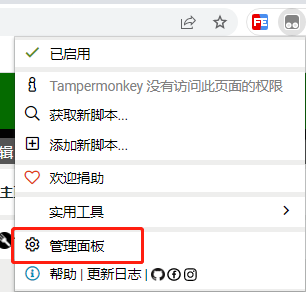 FE
已启用
Tampermonkey 没有访问此页面的权限
获取新脚本...
添加新脚本...
辑
欢迎捐助
主
实用工具
管理面板
帮助 | 更新日志 |